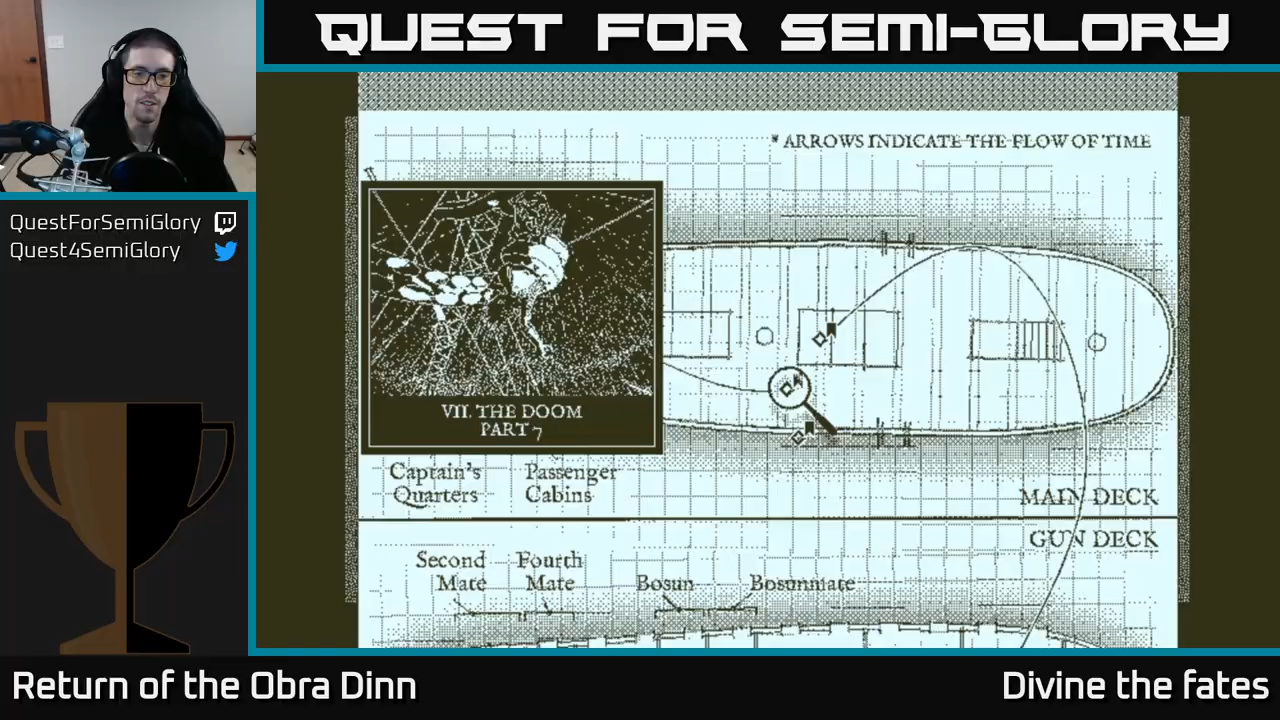 QUEST FOR SEMI-GLORY
QuestForSemiGlory
Quest4SemiGlory
* ARROWS INDICATE THE FLOW OF TIME
VII. THE DOOM
PART 7
Captain's
Quarters
Passenger
Cabins
MAIN DECK
GUN DECK
Second
Mate
Fourth
Mate
Bosun
Bosunmate
Return of the Obra Dinn
Divine the fates